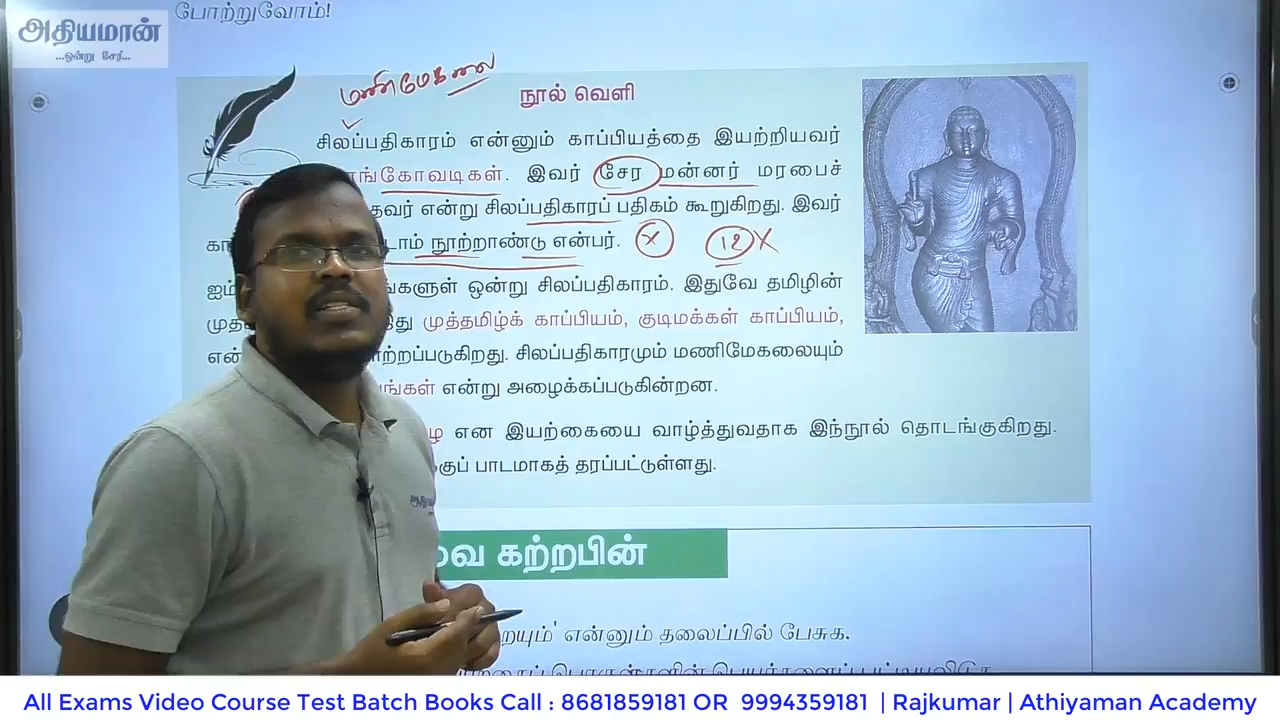 போற்றுவோம்!
அதியமான்
...ஒன்று சேர்...
மணிமேகலை
நூல் வெளி
சிலப்பதிகாரம் என்னும் காப்பியத்தை இயற்றியவர்
ங்கோவடிகள். இவர் சேர மன்னர் மரபைச்
தவர் என்று சிலப்பதிகாரப் பதிகம் கூறுகிறது. இவர்
டாம் நூற்றாண்டு என்பர். X 12 X
ஐம் களுள் ஒன்று சிலப்பதிகாரம். இதுவே தமிழின்
முத து முத்தமிழ்க் காப்பியம், குடிமக்கள் காப்பியம்,
என் ற்றப்படுகிறது. சிலப்பதிகாரமும் மணிமேகலையும்
ங்கள் என்று அழைக்கப்படுகின்றன.
ழை என இயற்கையை வாழ்த்துவதாக இந்நூல் தொடங்குகிறது.
குப் பாடமாகத் தரப்பட்டுள்ளது.
வை கற்றபின்
றையும்' என்னும் தலைப்பில் பேசுக.
All Exams Video Course Test Batch Books Call : 8681859181 OR 9994359181 | Rajkumar | Athiyaman Academy